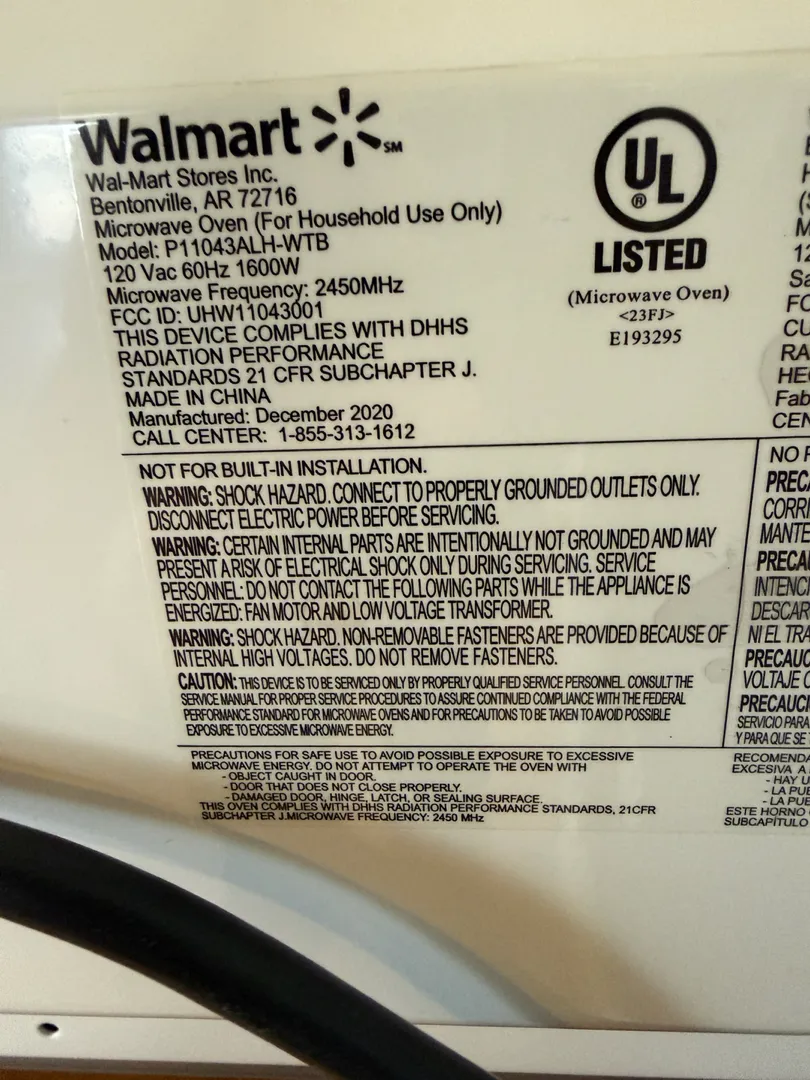 Walmart SM
Wal-Mart Stores Inc.
Bentonville, AR 72716
Microwave Oven (For Household Use Only)
Model: P11043ALH-WTB
120 Vac 60Hz 1600W
Microwave Frequency: 2450MHz
FCC ID: UHW11043001
THIS DEVICE COMPLIES WITH DHHS
RADIATION PERFORMANCE
STANDARDS 21 CFR SUBCHAPTER J.
MADE IN CHINA
Manufactured: December 2020
CALL CENTER: 1-855-313-1612
UL ®
LISTED
(Microwave Oven)
<23FJ>
E193295
NOT FOR BUILT-IN INSTALLATION.
WARNING: SHOCK HAZARD. CONNECT TO PROPERLY GROUNDED OUTLETS ONLY.
DISCONNECT ELECTRIC POWER BEFORE SERVICING.
WARNING: CERTAIN INTERNAL PARTS ARE INTENTIONALLY NOT GROUNDED AND MAY
PRESENT A RISK OF ELECTRICAL SHOCK ONLY DURING SERVICING. SERVICE
PERSONNEL: DO NOT CONTACT THE FOLLOWING PARTS WHILE THE APPLIANCE IS
ENERGIZED: FAN MOTOR AND LOW VOLTAGE TRANSFORMER.
WARNING: SHOCK HAZARD. NON-REMOVABLE FASTENERS ARE PROVIDED BECAUSE OF
INTERNAL HIGH VOLTAGES. DO NOT REMOVE FASTENERS.
CAUTION: THIS DEVICE IS TO BE SERVICED ONLY BY PROPERLY QUALIFIED SERVICE PERSONNEL. CONSULT THE
SERVICE MANUAL FOR PROPER SERVICE PROCEDURES TO ASSURE CONTINUED COMPLIANCE WITH THE FEDERAL
PERFORMANCE STANDARD FOR MICROWAVE OVENS AND FOR PRECAUTIONS TO BE TAKEN TO AVOID POSSIBLE
EXPOSURE TO EXCESSIVE MICROWAVE ENERGY.
PRECAUTIONS FOR SAFE USE TO AVOID POSSIBLE EXPOSURE TO EXCESSIVE
MICROWAVE ENERGY. DO NOT ATTEMPT TO OPERATE THE OVEN WITH
- OBJECT CAUGHT IN DOOR.
- DOOR THAT DOES NOT CLOSE PROPERLY.
- DAMAGED DOOR, HINGE, LATCH, OR SEALING SURFACE.
THIS OVEN COMPLIES WITH DHHS RADIATION PERFORMANCE STANDARDS, 21CFR
SUBCHAPTER J.MICROWAVE FREQUENCY: 2450 MHz
M
12
Sa
FC
CU
RA
HE
Fab
CEN
NO
PRECA
CORRI
MANTE
PRECAU
INTENCI
DESCAR
NI EL TRA
PRECAUC
VOLTAJE
PRECAUCI
SERVICIO PARA
Y PARA QUE SE
RECOMENDA
EXCESIVA A
- HAY U
- LA PUE
- LA PU
ESTE HORNO
SUBCAPÍTULO